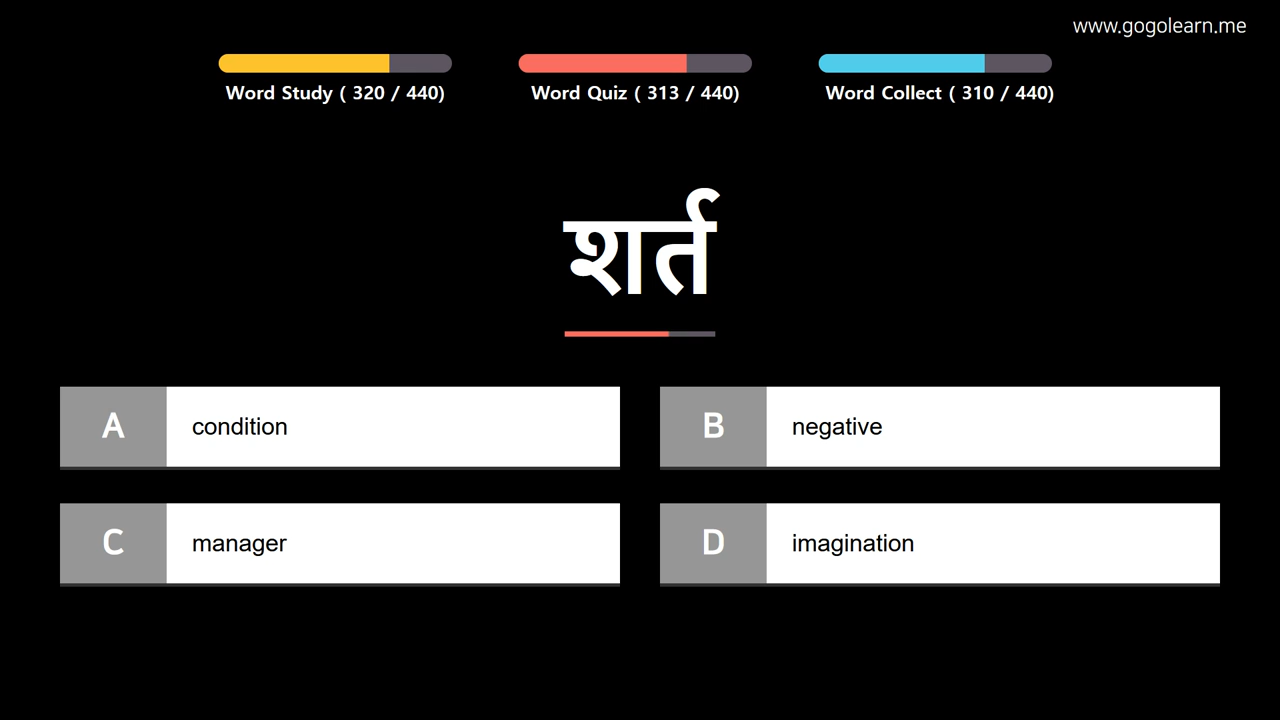 www.gogolearn.me
Word Study ( 320 / 440)
Word Quiz ( 313 / 440)
Word Collect ( 310 / 440)
शर्त
A condition
B negative
C manager
D imagination